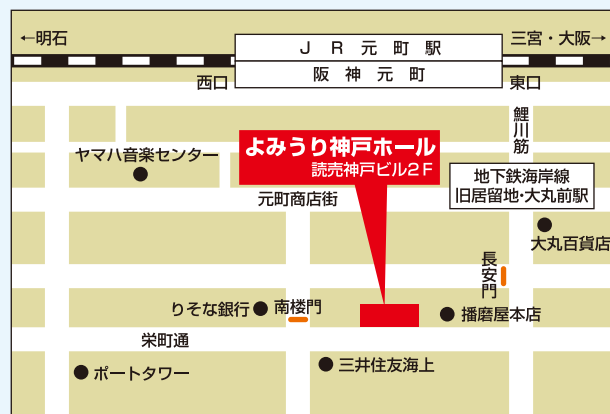 ←明石
JR元町駅
三宮・大阪→
阪神元町
西口
東口
鯉川筋
よみうり神戸ホール
読売神戸ビル2F
ヤマハ音楽センター
地下鉄海岸線
旧居留地・大丸前駅
元町商店街
大丸百貨店
長安門
りそな銀行
南楼門
播磨屋本店
栄町通
ポートタワー
三井住友海上